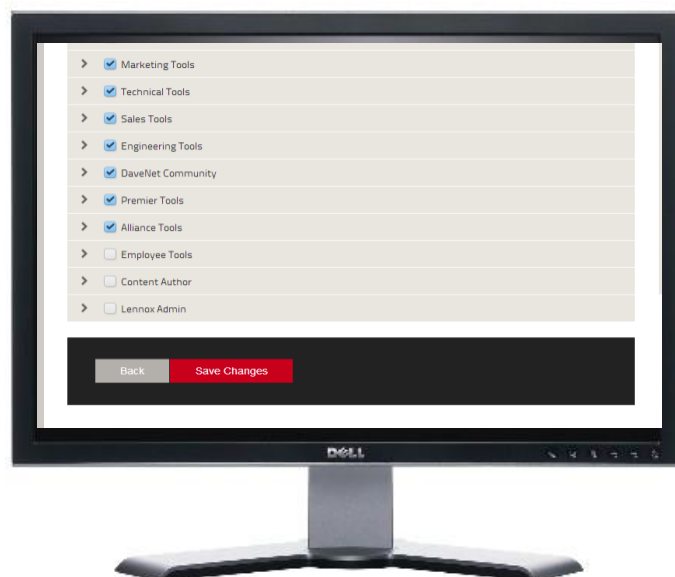 Marketing Tools
Technical Tools
Sales Tools
Engineering Tools
DaveNet Community
Premier Tools
Alliance Tools
Employee Tools
Content Author
Lennox Admin
Back Save Changes
DELL